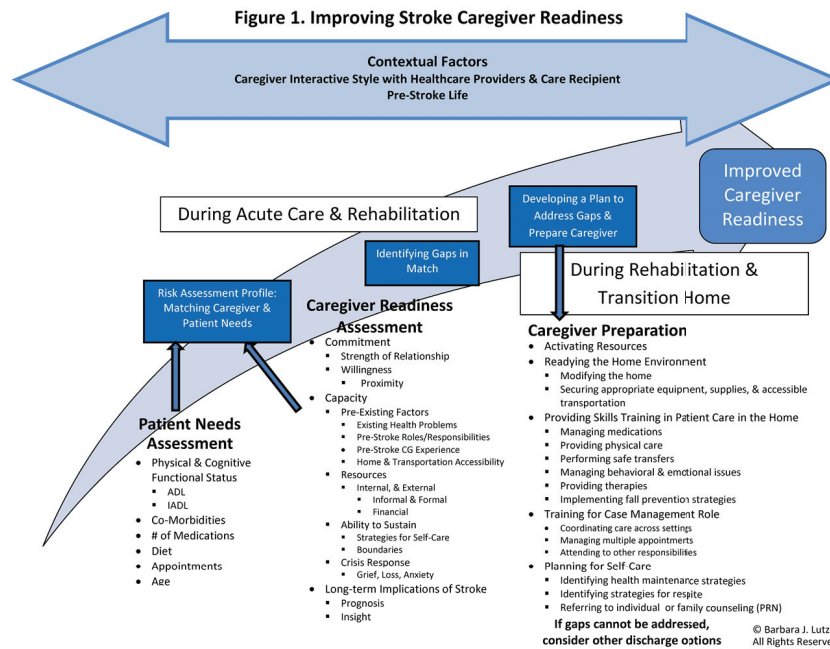 Figure 1. Improving Stroke Caregiver Readiness
Contextual Factors
Caregiver Interactive Style with Healthcare Providers & Care Recipient
Pre-Stroke Life
Improved
Caregiver
Readiness
During Acute Care & Rehabilitation
Developing a Plan to
Address Gaps &
Prepare Caregiver
Identifying Gaps in
Match
During Rehabilitation &
Transition Home
Risk Assessment Profile:
Matching Caregiver &
Patient Needs
Patient Needs
Assessment
• Physical & Cognitive
Functional Status
▪ ADL
▪ IADL
• Co-Morbidities
• # of Medications
• Diet
• Appointments
• Age
Caregiver Readiness
Assessment
• Commitment
▪ Strength of Relationship
▪ Willingness
▪ Proximity
• Capacity
▪ Pre-Existing Factors
▪ Existing Health Problems
▪ Pre-Stroke Roles/Responsibilities
• Pre-Stroke CG Experience
▪ Home & Transportation Accessibility
▪ Resources
▪ Internal, & External
▪ Informal & Formal
▪ Financial
▪ Ability to Sustain
▪ Strategies for Self-Care
▪ Boundaries
▪ Crisis Response
▪ Grief, Loss, Anxiety
• Long-term Implications of Stroke
▪ Prognosis
▪ Insight
Caregiver Preparation
• Activating Resources
• Readying the Home Environment
▪ Modifying the home
▪ Securing appropriate equipment, supplies, & accessible
transportation
• Providing Skills Training in Patient Care in the Home
▪ Managing medications
▪ Providing physical care
▪ Performing safe transfers
▪ Managing behavioral & emotional issues
▪ Providing therapies
▪ Implementing fall prevention strategies
• Training for Case Management Role
• Coordinating care across settings
▪ Managing multiple appointments
▪ Attending to other responsibilities
• Planning for Self-Care
▪ Identifying health maintenance strategies
▪ Identifying strategies for respite
▪ Referring to individual or family counseling (PRN)
If gaps cannot be addressed,
consider other discharge options
© Barbara J. Lutz
All Rights Reserve